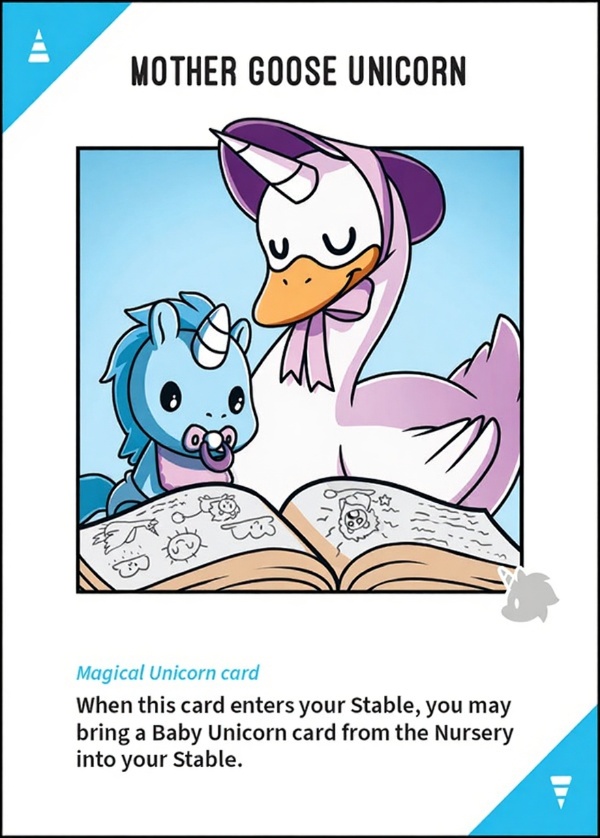 MOTHER GOOSE UNICORN
Magical Unicorn card
When this card enters your Stable, you may
bring a Baby Unicorn card from the Nursery
into your Stable.